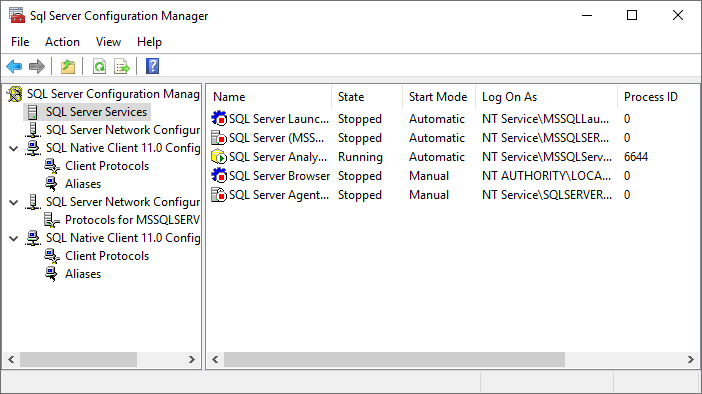 Sql Server Configuration Manager
File Action View Help
SQL Server Configuration Manag
SQL Server Services
SQL Server Network Configur
SQL Native Client 11.0 Config
Client Protocols
Aliases
SQL Server Network Configur
Protocols for MSSQLSERV
SQL Native Client 11.0 Config
Client Protocols
Aliases
Name State Start Mode Log On As Process ID
SQL Server Launc... Stopped Automatic NT Service\MSSQLLau... 0
SQL Server (MSS... Stopped Automatic NT Service\MSSQLSER... 0
SQL Server Analy... Running Automatic NT Service\MSSQLServ... 6644
SQL Server Browser Stopped Manual NT AUTHORITY\LOCA... 0
SQL Server Agent... Stopped Manual NT Service\SQLSERVER... 0